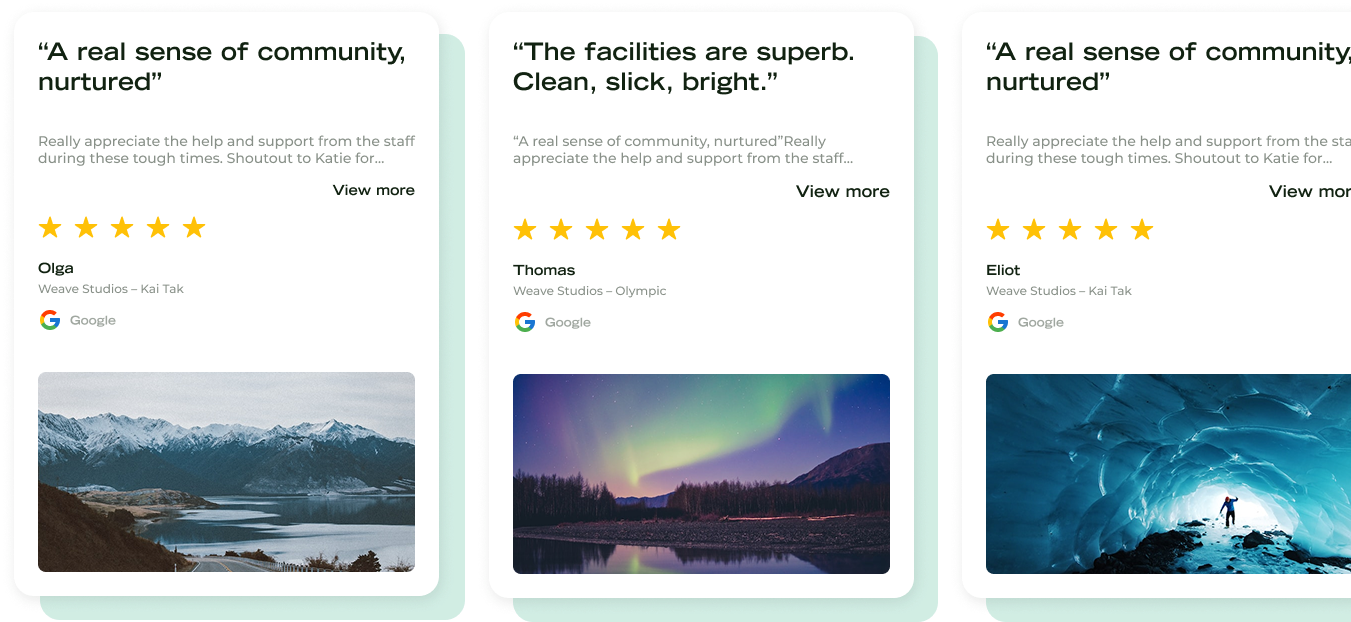 “A real sense of community,
nurtured”
Really appreciate the help and support from the staff
during these tough times. Shoutout to Katie for...
View more
Olga
Weave Studios – Kai Tak
Google
“The facilities are superb.
Clean, slick, bright.”
“A real sense of community, nurtured”Really
appreciate the help and support from the staff...
View more
Thomas
Weave Studios – Olympic
Google
“A real sense of community,
nurtured”
Really appreciate the help and support from the
during these tough times. Shoutout to Katie for...
View
Eliot
Weave Studios – Kai Tak
Google